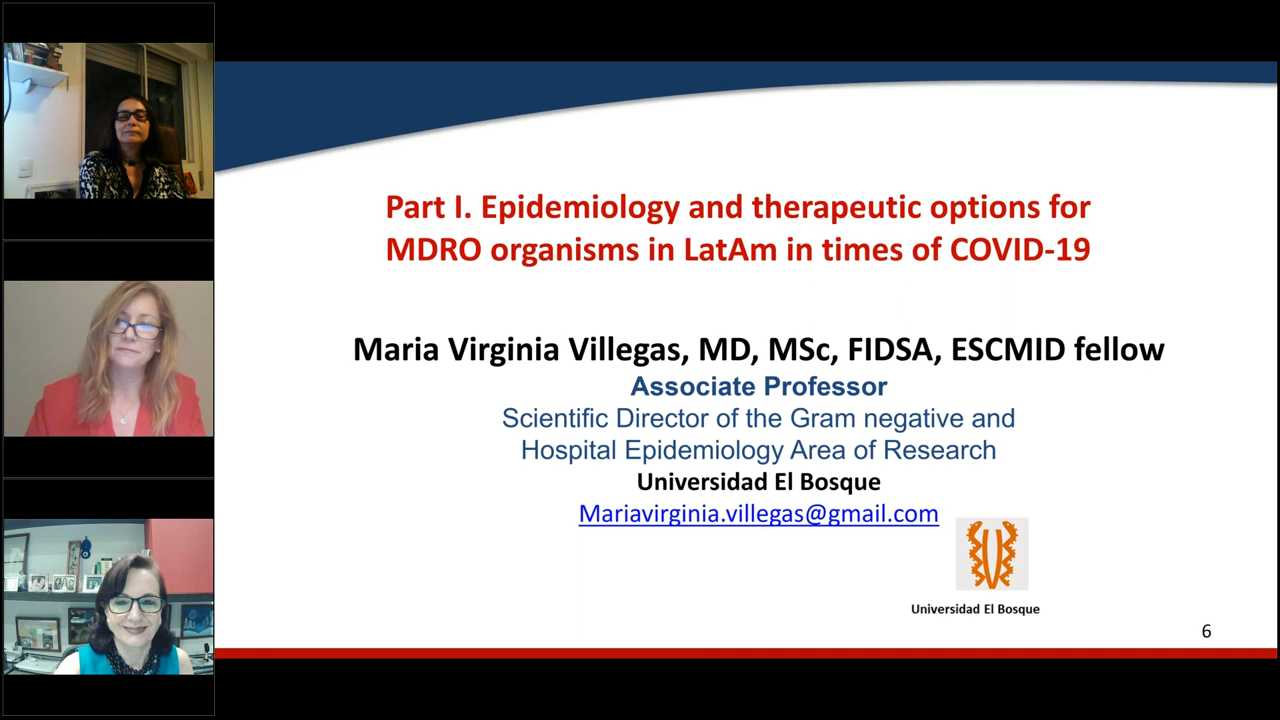 Part I. Epidemiology and therapeutic options for
MDRO organisms in LatAm in times of COVID-19
Maria Virginia Villegas, MD, MSc, FIDSA, ESCMID fellow
Associate Professor
Scientific Director of the Gram negative and
Hospital Epidemiology Area of Research
Universidad El Bosque
Mariavirginia.villegas@gmail.com
Universidad El Bosque
6